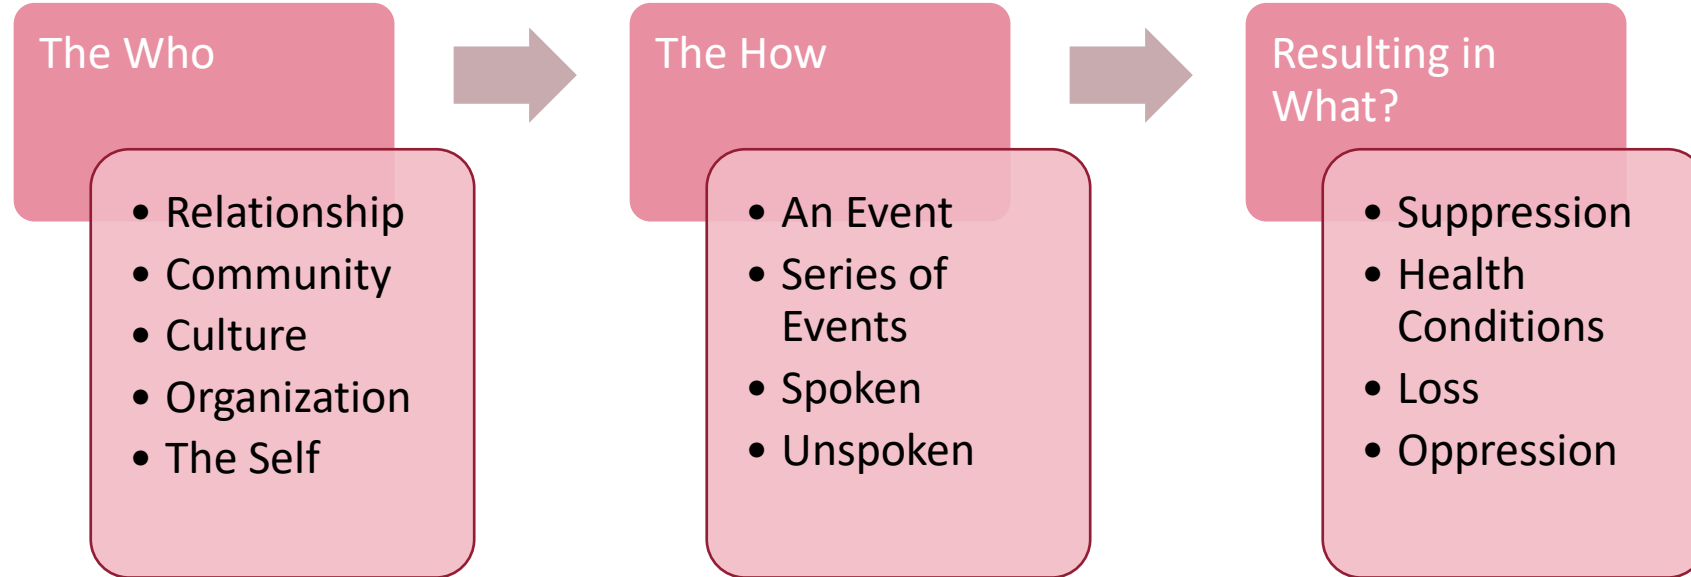 The Who
• Relationship
• Community
• Culture
• Organization
• The Self
The How
• An Event
• Series of
Events
• Spoken
• Unspoken
Resulting in
What?
• Suppression
• Health
Conditions
• Loss
• Oppression